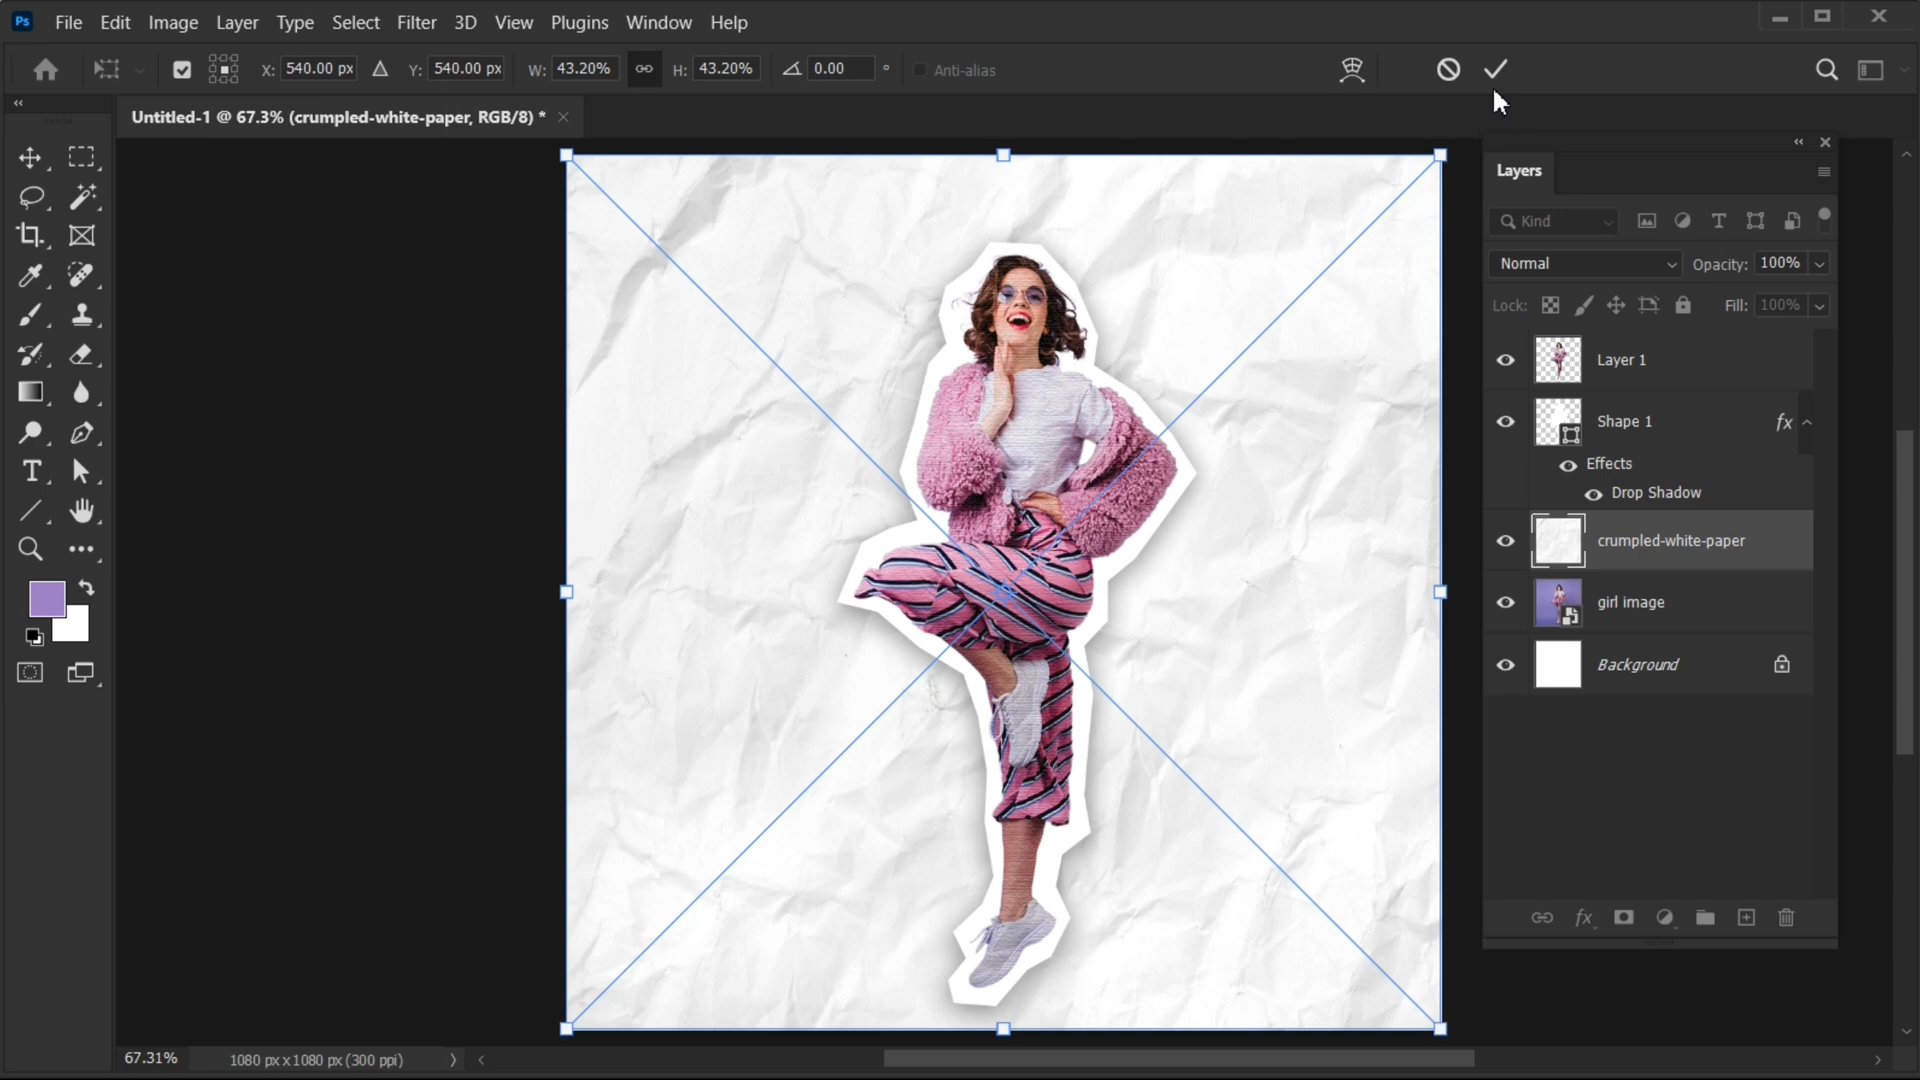 Ps File Edit Image Layer Type Select Filter 3D View Plugins Window Help
X: 540.00 px Y: 540.00 px W: 43.20% H: 43.20% 0.00 ° Anti-alias
Untitled-1 @ 67.3% (crumpled-white-paper, RGB/8) *
Layers
Kind
Normal Opacity: 100%
Lock: Fill: 100%
Layer 1
Shape 1 fx
Effects
Drop Shadow
crumpled-white-paper
girl image
Background
fx
67.31% 1080 px x 1080 px (300 ppi)